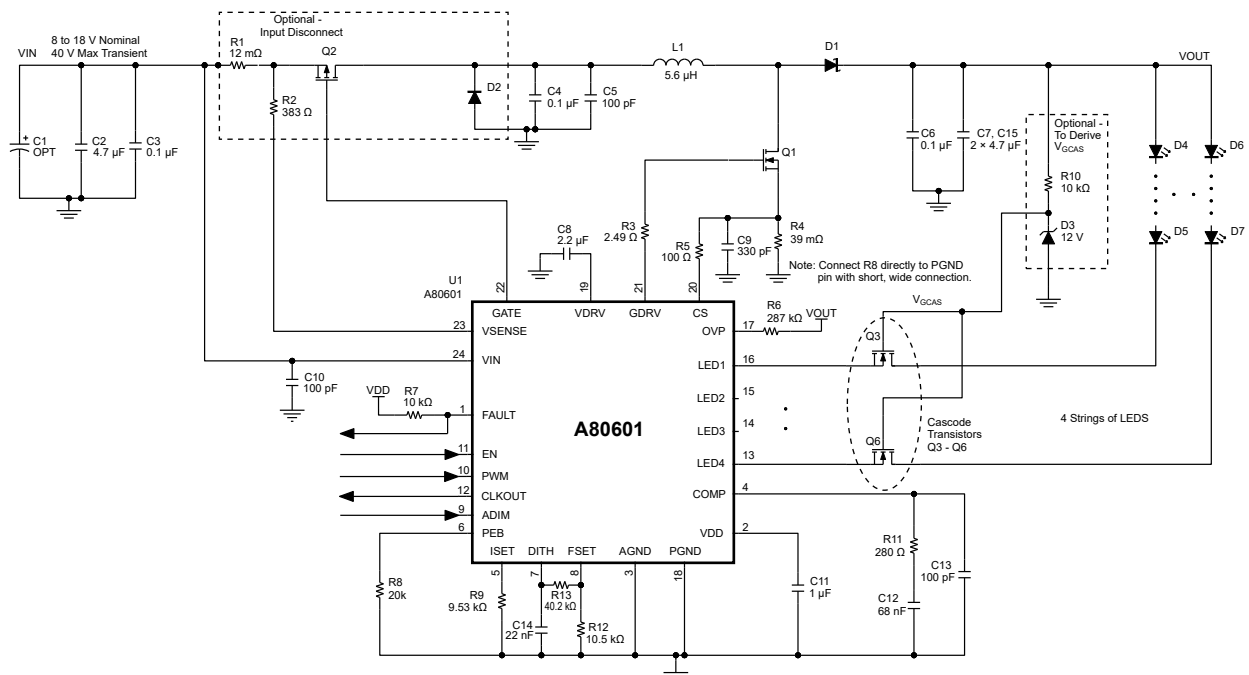 Optional -
Input Disconnect
VIN
8 to 18 V Nominal
40 V Max Transient
R1
12 mΩ
Q2
L1
5.6 µH
D1
VOUT
R2
383 Ω
D2
C4
0.1 µF
C5
100 pF
+
C1
OPT
C2
4.7 µF
C3
0.1 µF
Q1
C6
0.1 µF
C7, C15
2 × 4.7 µF
Optional -
To Derive
VGCAS
R10
10 kΩ
D3
12 V
D4
D6
D5
D7
C8
2.2 µF
R3
2.49 Ω
R5
100 Ω
C9
330 pF
R4
39 mΩ
Note: Connect R8 directly to PGND
pin with short, wide connection.
U1
A80601
22
19
21
20
GATE
VDRV
GDRV
CS
VGCAS
R6
287 kΩ
VOUT
23
VSENSE
OVP
17
24
VIN
LED1
16
Q3
C10
100 pF
VDD
R7
10 kΩ
1
FAULT
LED2
15
A80601
LED3
14
11
EN
LED4
13
Q6
Cascode
Transistors
Q3 - Q6
4 Strings of LEDS
10
PWM
12
CLKOUT
COMP
4
9
ADIM
6
PEB
VDD
2
ISET
DITH
FSET
AGND
PGND
5
7
8
3
18
R8
20k
R9
9.53 kΩ
R13
40.2 kΩ
C14
22 nF
R12
10.5 kΩ
C11
1 µF
R11
280 Ω
C12
68 nF
C13
100 pF